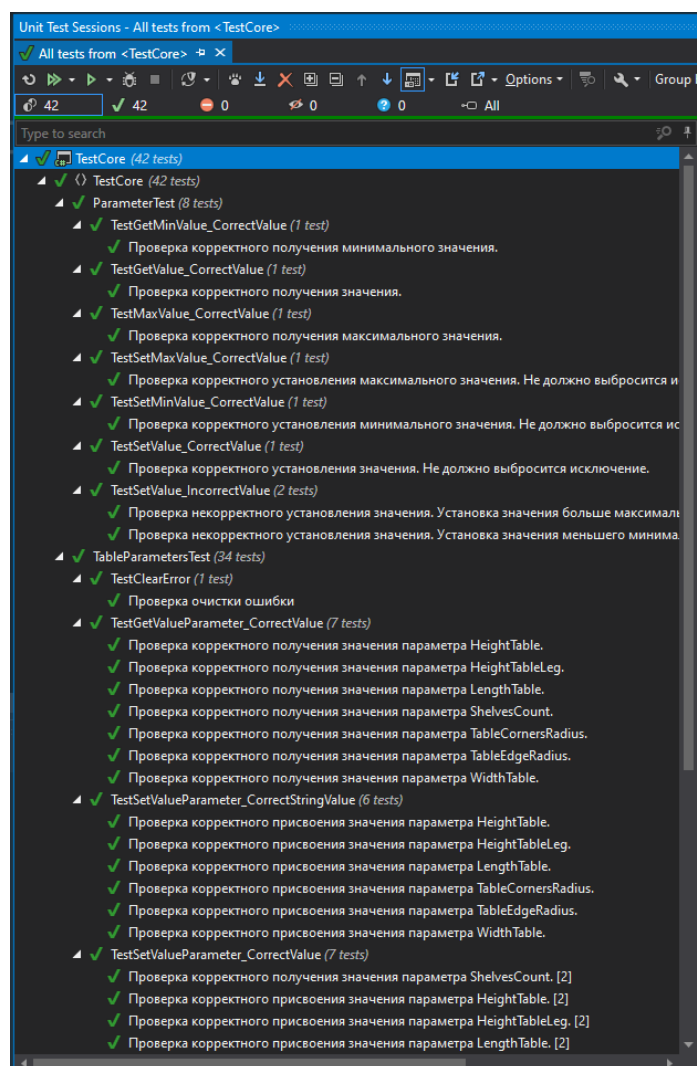 Unit Test Sessions - All tests from <TestCore>
All tests from <TestCore>
Options Group
42 42 0 0 0 All
Type to search
TestCore (42 tests)
TestCore (42 tests)
ParameterTest (8 tests)
TestGetMinValue_CorrectValue (1 test)
Проверка корректного получения минимального значения.
TestGetValue_CorrectValue (1 test)
Проверка корректного получения значения.
TestMaxValue_CorrectValue (1 test)
Проверка корректного получения максимального значения.
TestSetMaxValue_CorrectValue (1 test)
Проверка корректного установления максимального значения. Не должно выбросится и
TestSetMinValue_CorrectValue (1 test)
Проверка корректного установления минимального значения. Не должно выбросится ис
TestSetValue_CorrectValue (1 test)
Проверка корректного установления значения. Не должно выбросится исключение.
TestSetValue_IncorrectValue (2 tests)
Проверка некорректного установления значения. Установка значения больше максималь
Проверка некорректного установления значения. Установка значения меньшего минима
TableParametersTest (34 tests)
TestClearError (1 test)
Проверка очистки ошибки
TestGetValueParameter_CorrectValue (7 tests)
Проверка корректного получения значения параметра HeightTable.
Проверка корректного получения значения параметра HeightTableLeg.
Проверка корректного получения значения параметра LengthTable.
Проверка корректного получения значения параметра ShelvesCount.
Проверка корректного получения значения параметра TableCornersRadius.
Проверка корректного получения значения параметра TableEdgeRadius.
Проверка корректного получения значения параметра WidthTable.
TestSetValueParameter_CorrectStringValue (6 tests)
Проверка корректного присвоения значения параметра HeightTable.
Проверка корректного присвоения значения параметра HeightTableLeg.
Проверка корректного присвоения значения параметра LengthTable.
Проверка корректного присвоения значения параметра TableCornersRadius.
Проверка корректного присвоения значения параметра TableEdgeRadius.
Проверка корректного присвоения значения параметра WidthTable.
TestSetValueParameter_CorrectValue (7 tests)
Проверка корректного получения значения параметра ShelvesCount. [2]
Проверка корректного присвоения значения параметра HeightTable. [2]
Проверка корректного присвоения значения параметра HeightTableLeg. [2]
Проверка корректного присвоения значения параметра LengthTable. [2]